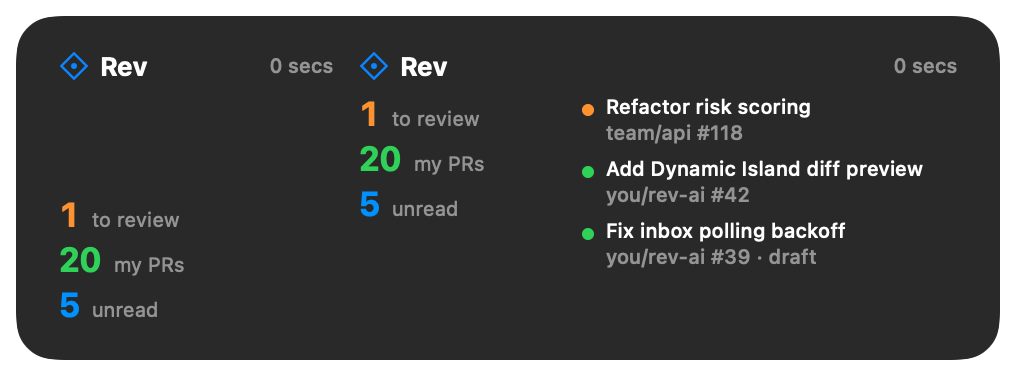 Rev
0 secs
1 to review
20 my PRs
5 unread
Rev
0 secs
1 to review
20 my PRs
5 unread
Refactor risk scoring
team/api #118
Add Dynamic Island diff preview
you/rev-ai #42
Fix inbox polling backoff
you/rev-ai #39 · draft